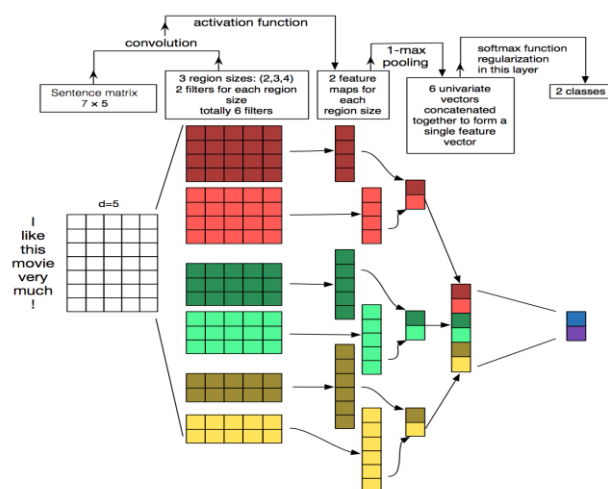 activation function
convolution
1-max
pooling
softmax function
regularization
in this layer
Sentence matrix
7 × 5
3 region sizes: (2,3,4)
2 filters for each region
size
totally 6 filters
2 feature
maps for
each
region size
6 univariate
vectors
concatenated
together to form a
single feature
vector
2 classes
d=5
I
like
this
movie
very
much
!